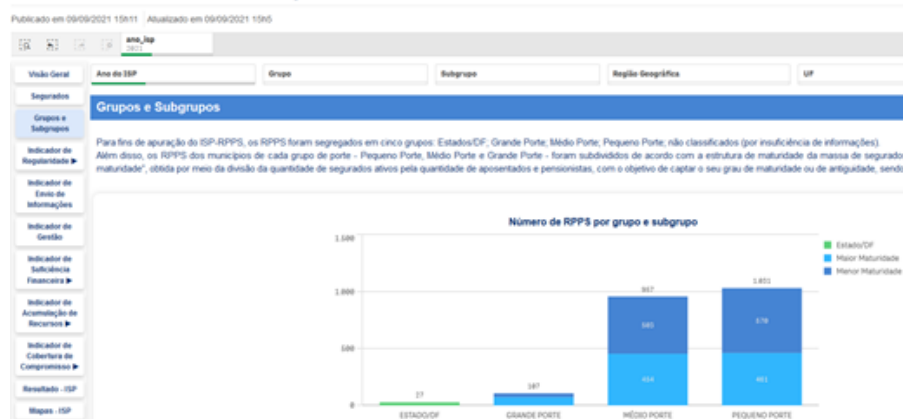 Publicado em 09/09/2021 15h11 Atualizado em 09/09/2021 15h5
ano_isp
2021
Visão Geral
Segurados
Grupos e
Subgrupos
Indicador de
Regularidade ▶
Indicador de
Envio de
Informações
Indicador de
Gestão
Indicador de
Suficiência
Financeira ▶
Indicador de
Acumulação de
Recursos ▶
Indicador de
Cobertura de
Compromisso ▶
Resultado - ISP
Mapas - ISP
Ano do ISP
Grupo
Subgrupo
Região Geográfica
UF
Grupos e Subgrupos
Para fins de apuração do ISP-RPPS, os RPPS foram segregados em cinco grupos: Estados/DF; Grande Porte; Médio Porte; Pequeno Porte; não classificados (por insuficiência de informações).
Além disso, os RPPS dos municípios de cada grupo de porte - Pequeno Porte, Médio Porte e Grande Porte - foram subdivididos de acordo com a estrutura de maturidade da massa de segurado
maturidade", obtida por meio da divisão da quantidade de segurados ativos pela quantidade de aposentados e pensionistas, com o objetivo de captar o seu grau de maturidade ou de antiguidade, sendo
Número de RPPS por grupo e subgrupo
Estado/DF
Maior Maturidade
Menor Maturidade
1.500
1.000
500
0
27
107
1.051
461
ESTADO/DF
GRANDE PORTE
MÉDIO PORTE
PEQUENO PORTE